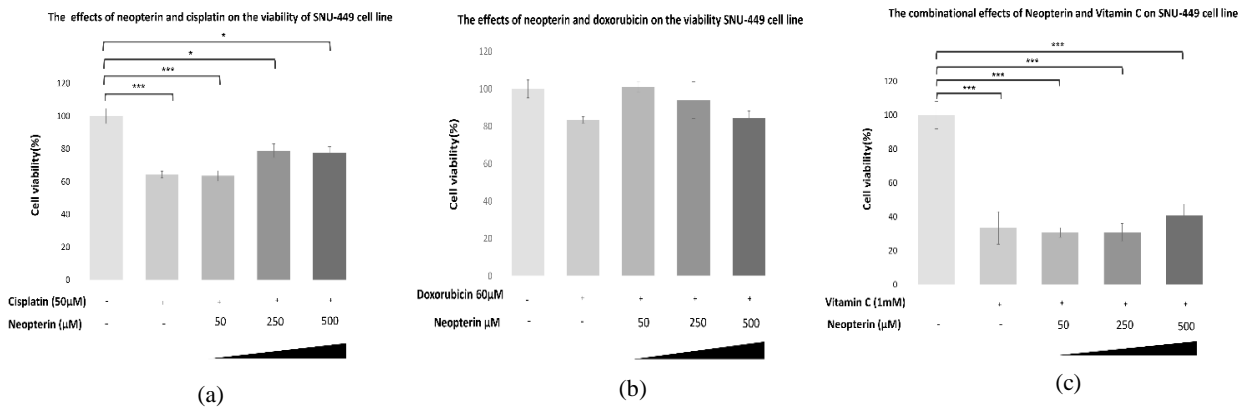 The effects of neopterin and cisplatin on the viability of SNU-449 cell line
*
*
***
***
120
100
80
60
40
20
0
Cell viability(%)
Cisplatin (50µM) - + + + +
Neopterin (µM) - - 50 250 500
(a)
The effects of neopterin and doxorubicin on the viability SNU-449 cell line
120
100
80
60
40
20
0
Cell viability(%)
Doxorubicin 60µM - + + + +
Neopterin µM - - 50 250 500
(b)
The combinational effects of Neopterin and Vitamin C on SNU-449 cell line
***
***
***
***
120
100
80
60
40
20
0
Cell viability(%)
Vitamin C (1mM) - + + + +
Neopterin (µM) - - 50 250 500
(c)